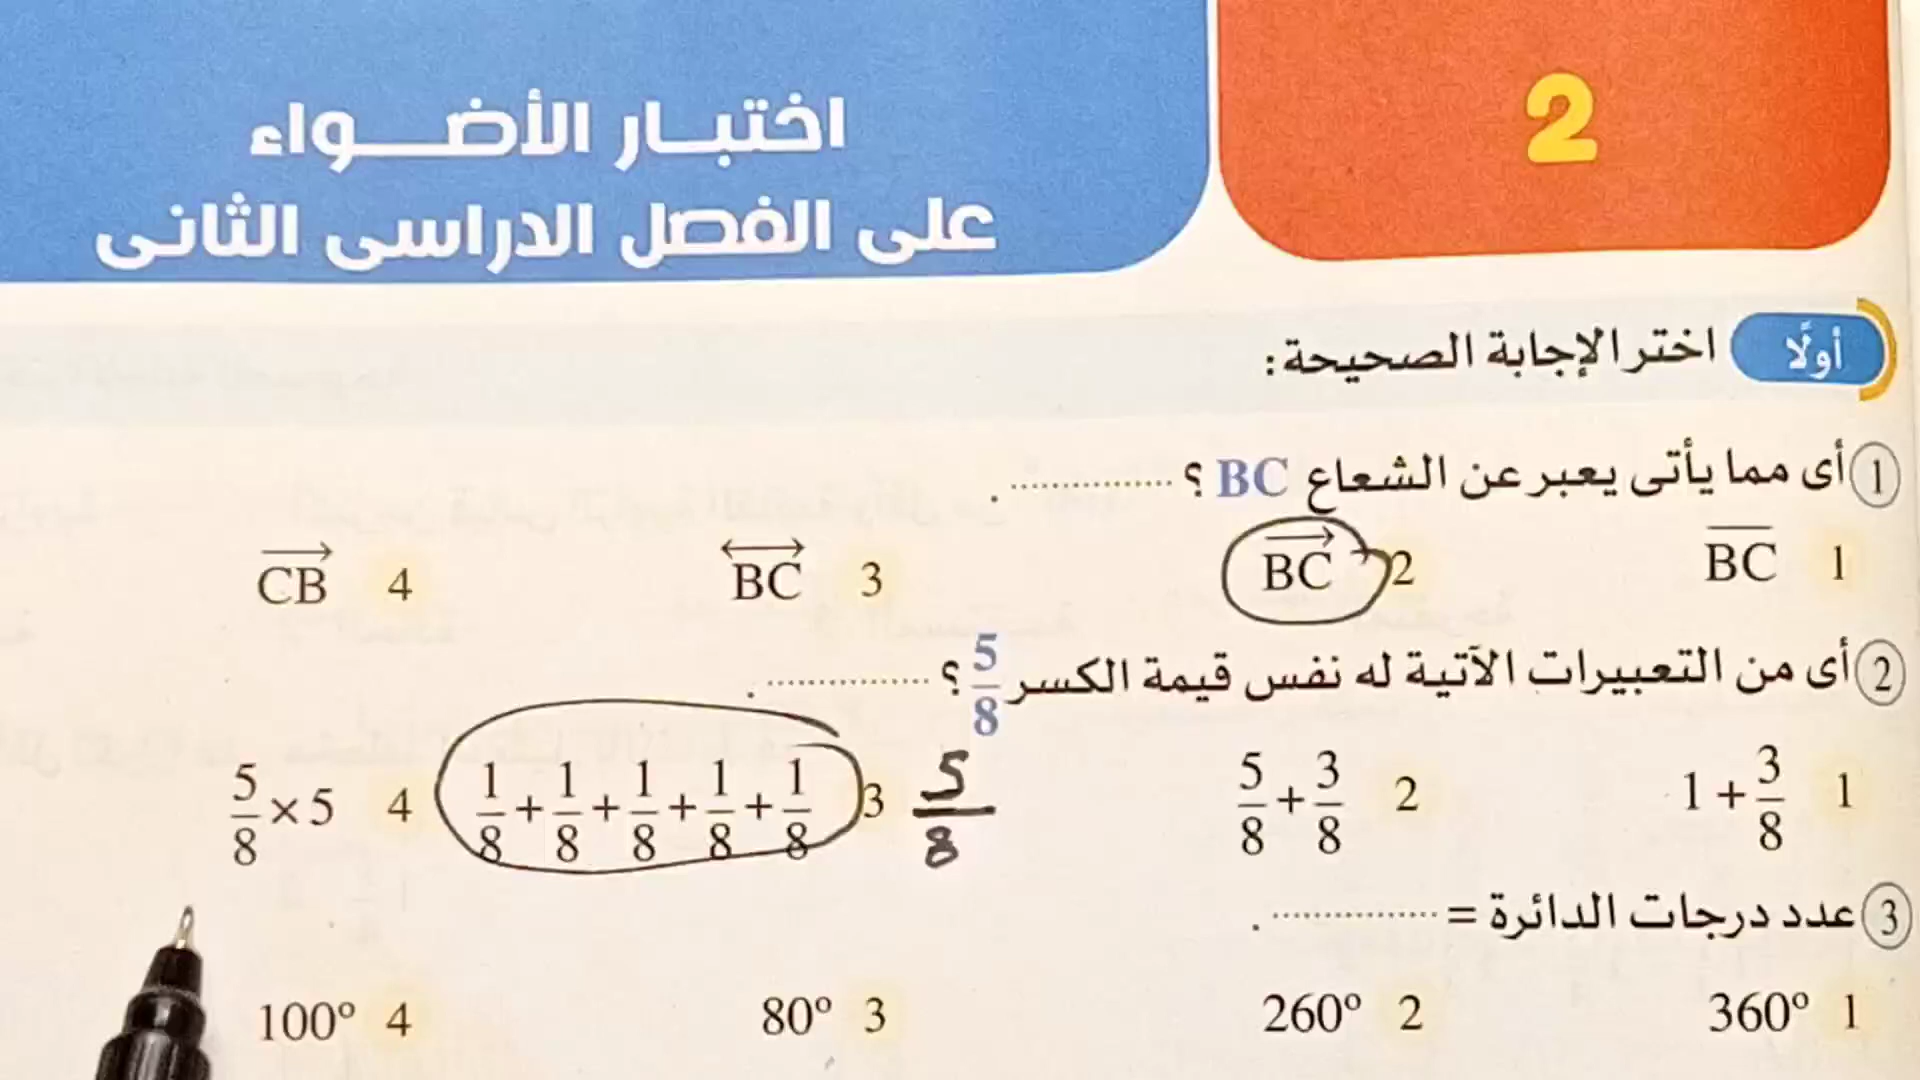 2
اختبار الأضواء
على الفصل الدراسى الثانى
أولًا اختر الإجابة الصحيحة:
1 أى مما يأتى يعبر عن الشعاع BC ؟ .................
1 \overline{BC} 2 \overrightarrow{BC} 3 \overleftrightarrow{BC} 4 \overrightarrow{CB}
2 أى من التعبيرات الآتية له نفس قيمة الكسر 5/8 ؟ .................
1 1 + 3/8 2 5/8 + 3/8 3 1/8 + 1/8 + 1/8 + 1/8 + 1/8 4 5/8 × 5
5/8
3 عدد درجات الدائرة = .................
1 360° 2 260° 3 80° 4 100°